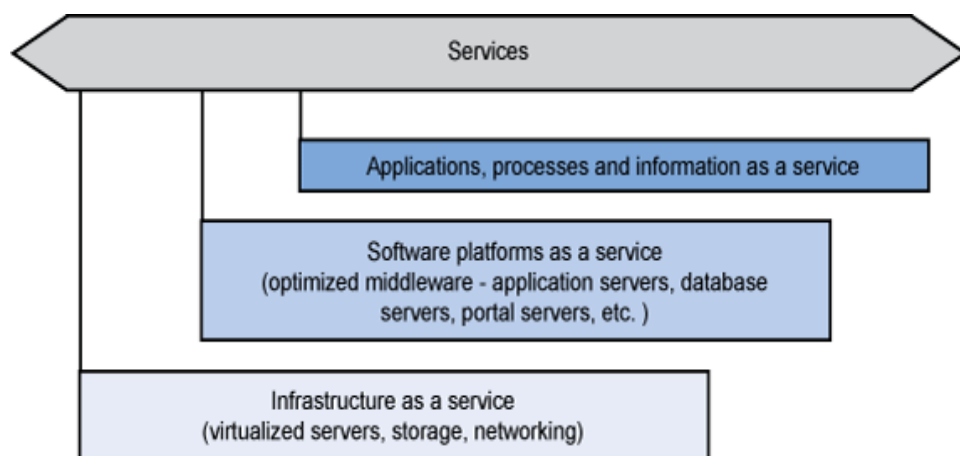 Services
Applications, processes and information as a service
Software platforms as a service
(optimized middleware - application servers, database
servers, portal servers, etc. )
Infrastructure as a service
(virtualized servers, storage, networking)